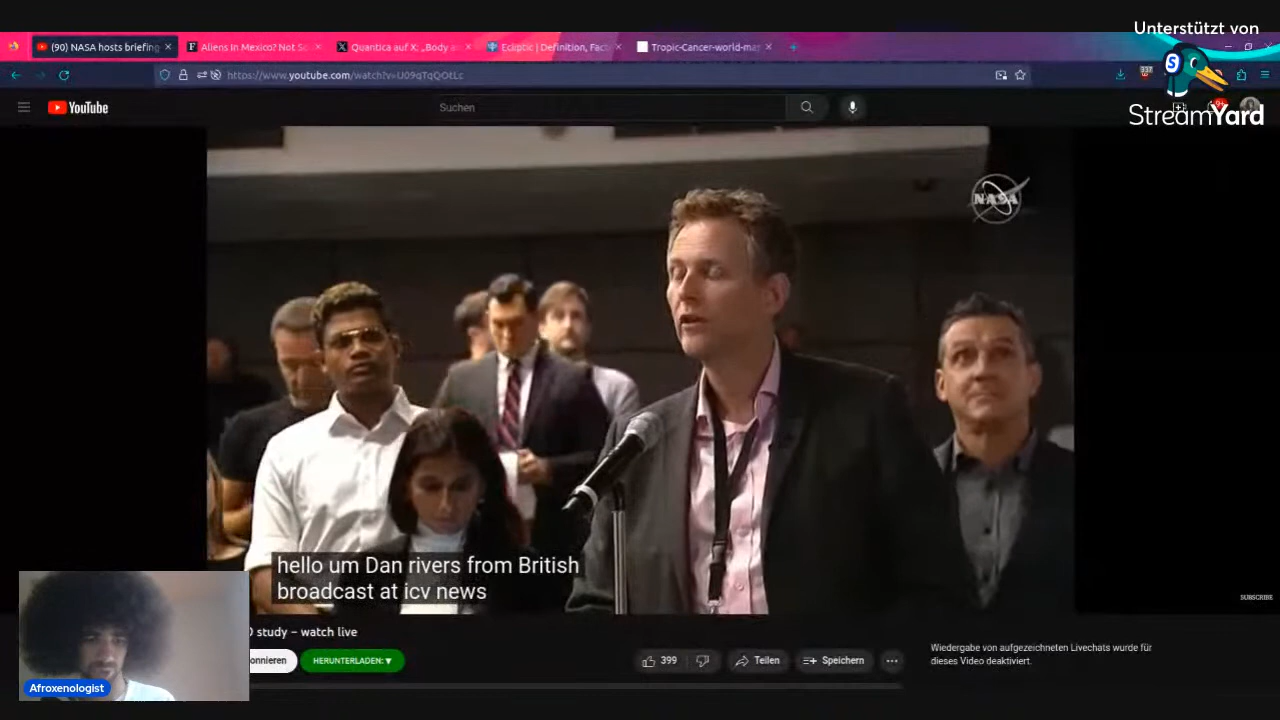 Unterstützt von
StreamYard
(90) NASA hosts briefing
Aliens In Mexico? Not So
Quantica auf X: „Body a
Ecliptic | Definition, Fact
Tropic-Cancer-world-ma
https://www.youtube.com/watch?v=U09qTqQOtLc
YouTube
Suchen
NASA
hello um Dan rivers from British
broadcast at icv news
SUBSCRIBE
study – watch live
onnieren
HERUNTERLADEN: ▼
399
Teilen
Speichern
Wiedergabe von aufgezeichneten Livechats wurde für
dieses Video deaktiviert.
Afroxenologist